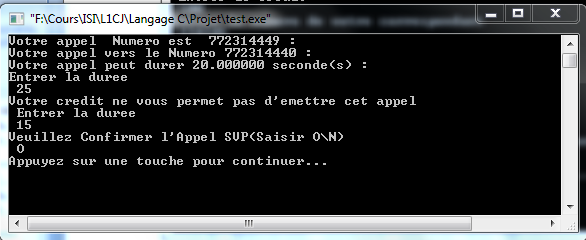 "F:\Cours\ISI\L1CJ\Langage C\Projet\test.exe"
Votre appel  Numero est  772314449 :
Votre appel vers le Numero 772314440 :
Votre appel peut durer 20.000000 seconde(s) :
Entrer la duree
25
Votre credit ne vous permet pas d'emettre cet appel
Entrer la duree
15
Veuillez Confirmer l'Appel SVP(Saisir O\N)
O
Appuyez sur une touche pour continuer...